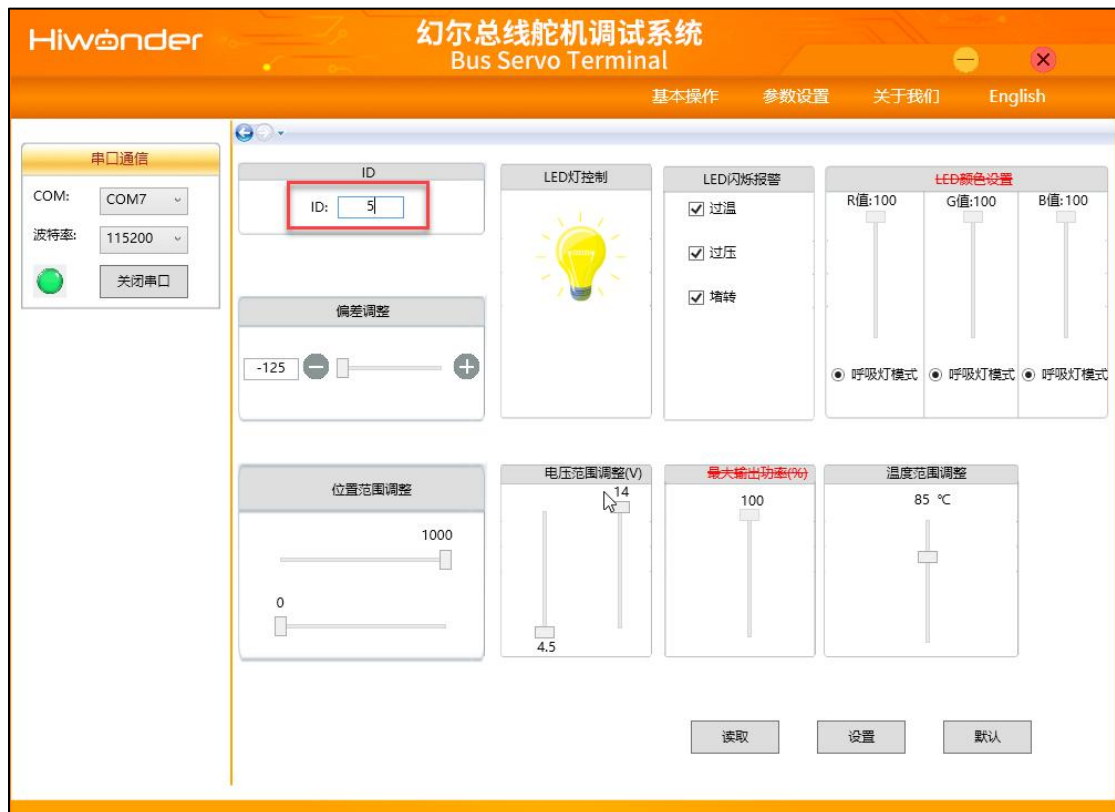 Hiwonder
幻尔总线舵机调试系统
Bus Servo Terminal
基本操作 参数设置 关于我们 English
串口通信
COM: COM7
波特率: 115200
关闭串口
ID
ID: 5
偏差调整
-125
LED灯控制
LED闪烁报警
过温
过压
堵转
LED颜色设置
R值:100 G值:100 B值:100
呼吸灯模式 呼吸灯模式 呼吸灯模式
位置范围调整
1000
0
电压范围调整(V)
14
4.5
最大输出功率(%)
100
温度范围调整
85 ℃
读取 设置 默认